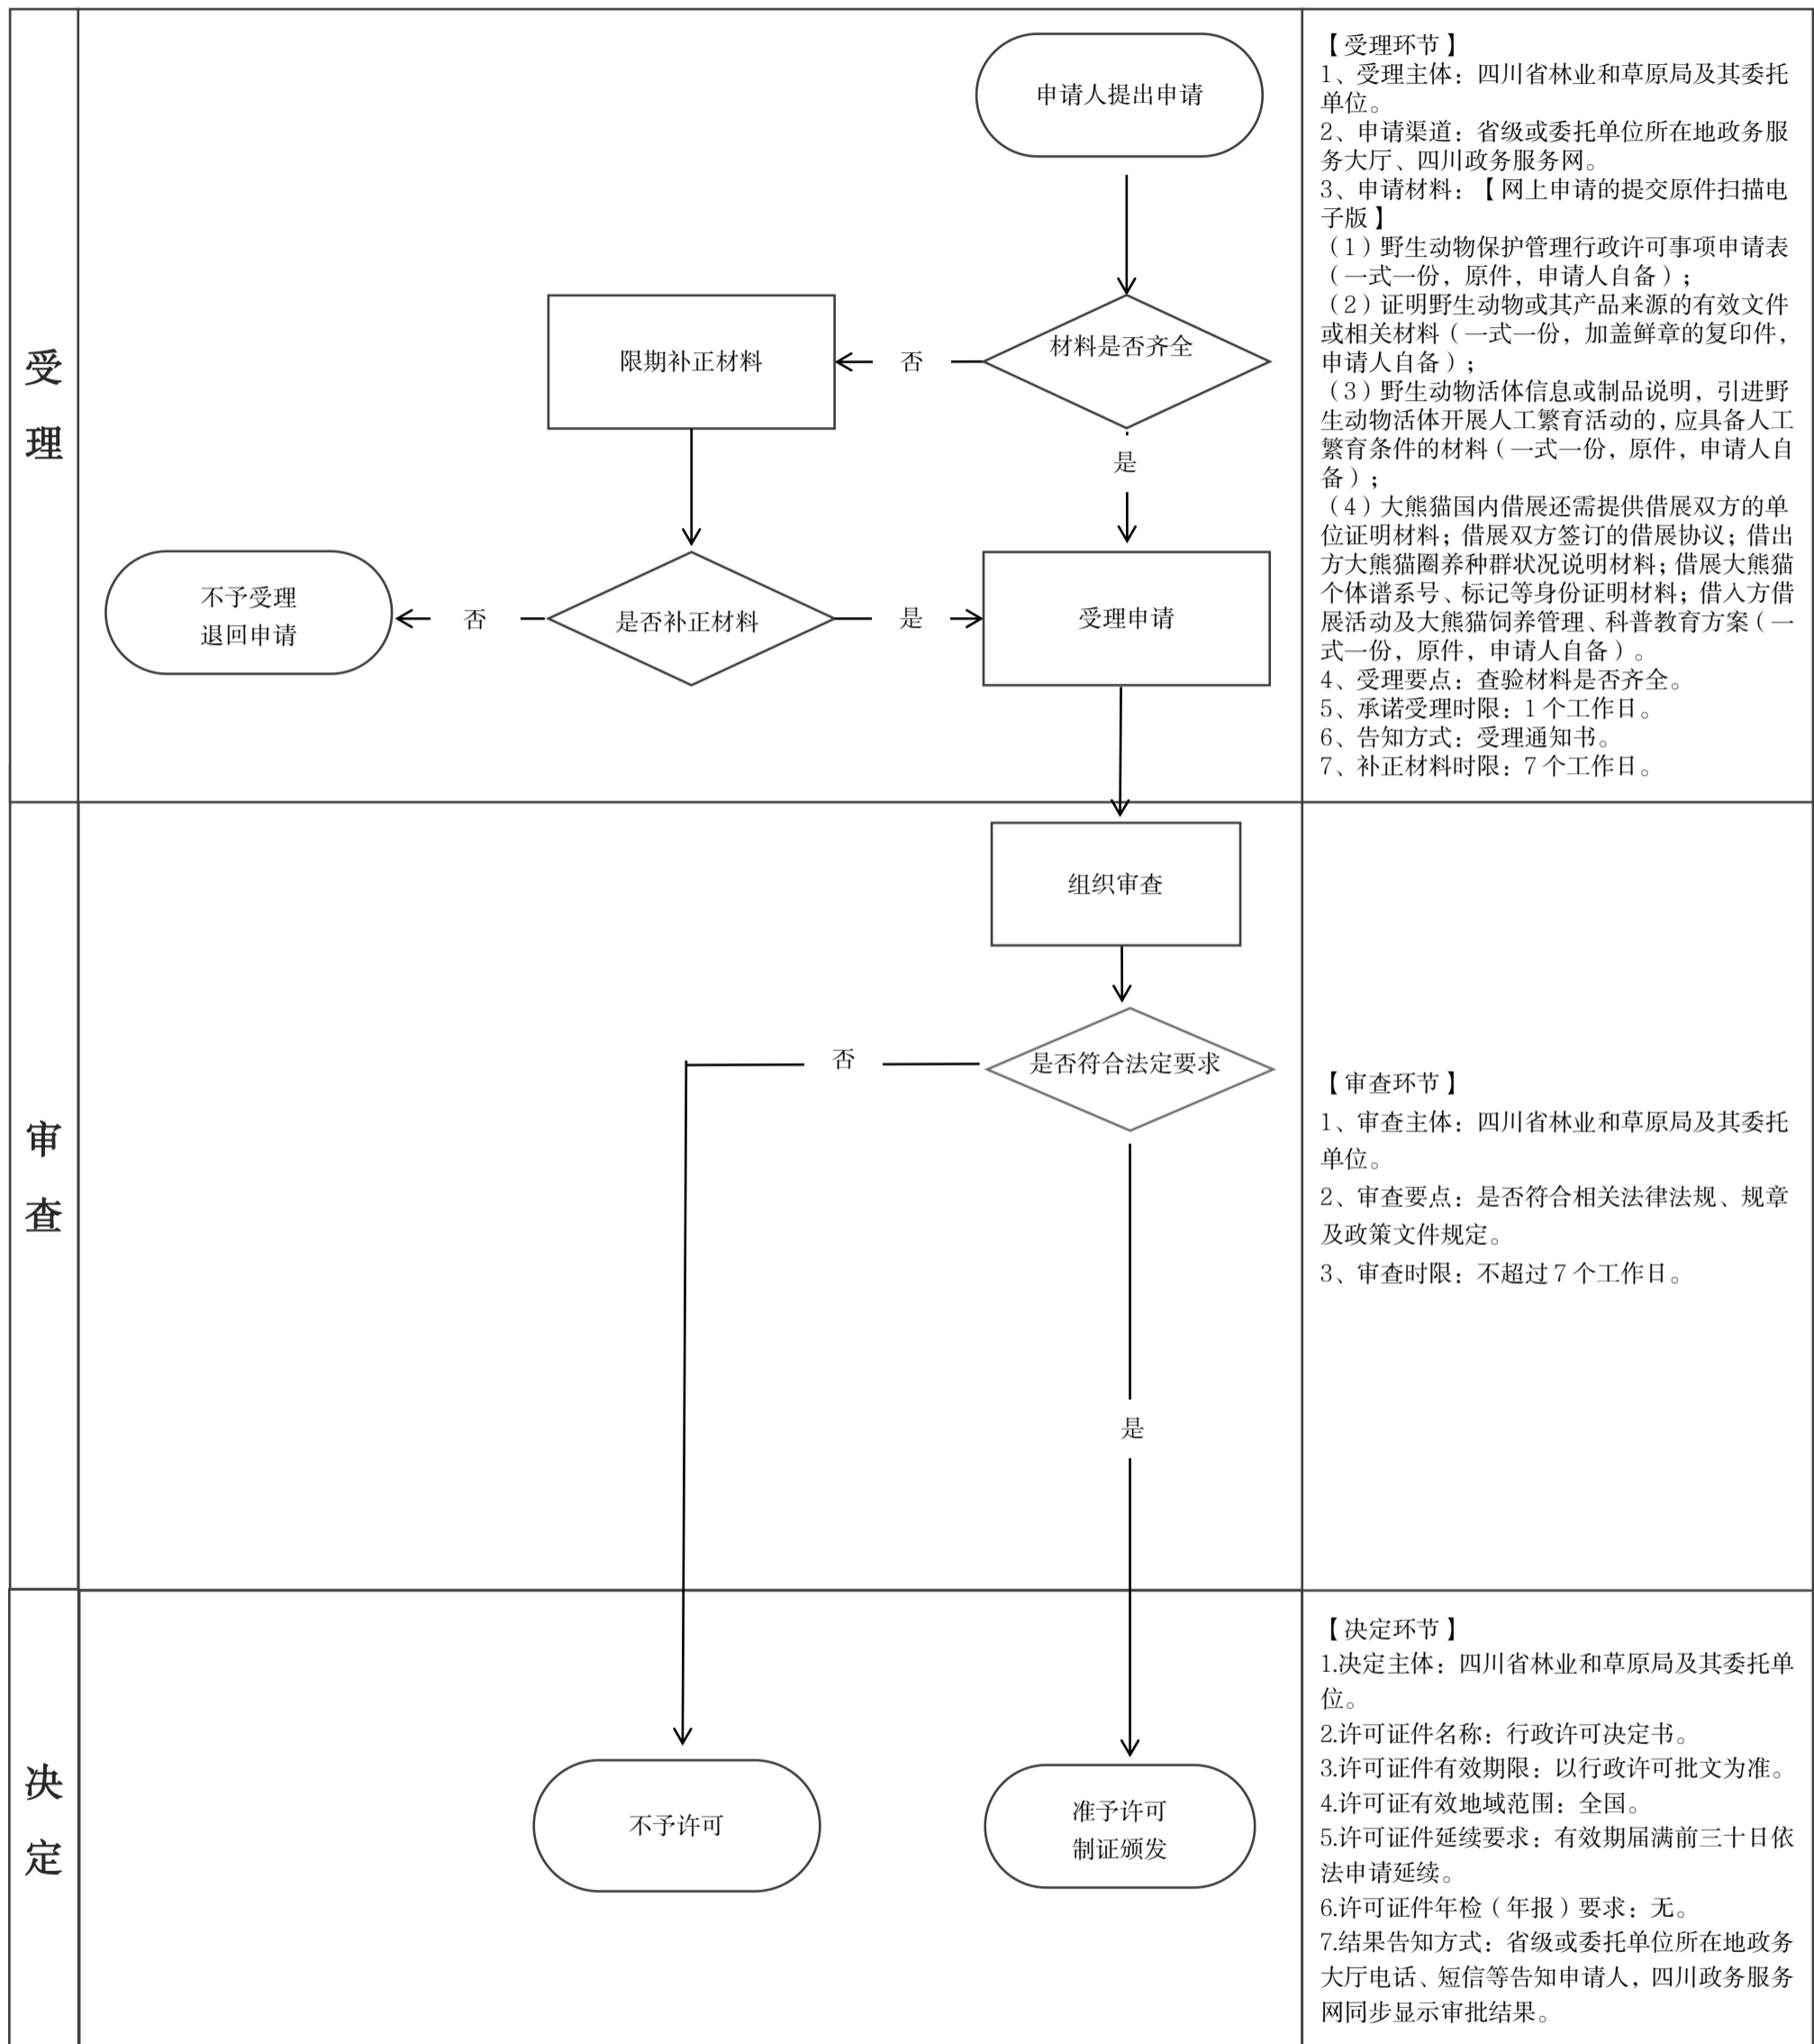 受
理
申请人提出申请
材料是否齐全
否
限期补正材料
是
不予受理
退回申请
否
是否补正材料
是
受理申请
【受理环节】
1、受理主体：四川省林业和草原局及其委托
单位。
2、申请渠道：省级或委托单位所在地政务服
务大厅、四川政务服务网。
3、申请材料：【网上申请的提交原件扫描电
子版】
（1）野生动物保护管理行政许可事项申请表
（一式一份，原件，申请人自备）；
（2）证明野生动物或其产品来源的有效文件
或相关材料（一式一份，加盖鲜章的复印件，
申请人自备）；
（3）野生动物活体信息或制品说明，引进野
生动物活体开展人工繁育活动的，应具备人工
繁育条件的材料（一式一份，原件，申请人自
备）；
（4）大熊猫国内借展还需提供借展双方的单
位证明材料；借展双方签订的借展协议；借出
方大熊猫圈养种群状况说明材料；借展大熊猫
个体谱系号、标记等身份证明材料；借入方借
展活动及大熊猫饲养管理、科普教育方案（一
式一份，原件，申请人自备）。
4、受理要点：查验材料是否齐全。
5、承诺受理时限：1 个工作日。
6、告知方式：受理通知书。
7、补正材料时限：7 个工作日。
审
查
组织审查
是否符合法定要求
否
是
【审查环节】
1、审查主体：四川省林业和草原局及其委托
单位。
2、审查要点：是否符合相关法律法规、规章
及政策文件规定。
3、审查时限：不超过 7 个工作日。
决
定
不予许可
准予许可
制证颁发
【决定环节】
1.决定主体：四川省林业和草原局及其委托单
位。
2.许可证件名称：行政许可决定书。
3.许可证件有效期限：以行政许可批文为准。
4.许可证有效地域范围：全国。
5.许可证件延续要求：有效期届满前三十日依
法申请延续。
6.许可证件年检（年报）要求：无。
7.结果告知方式：省级或委托单位所在地政务
大厅电话、短信等告知申请人，四川政务服务
网同步显示审批结果。